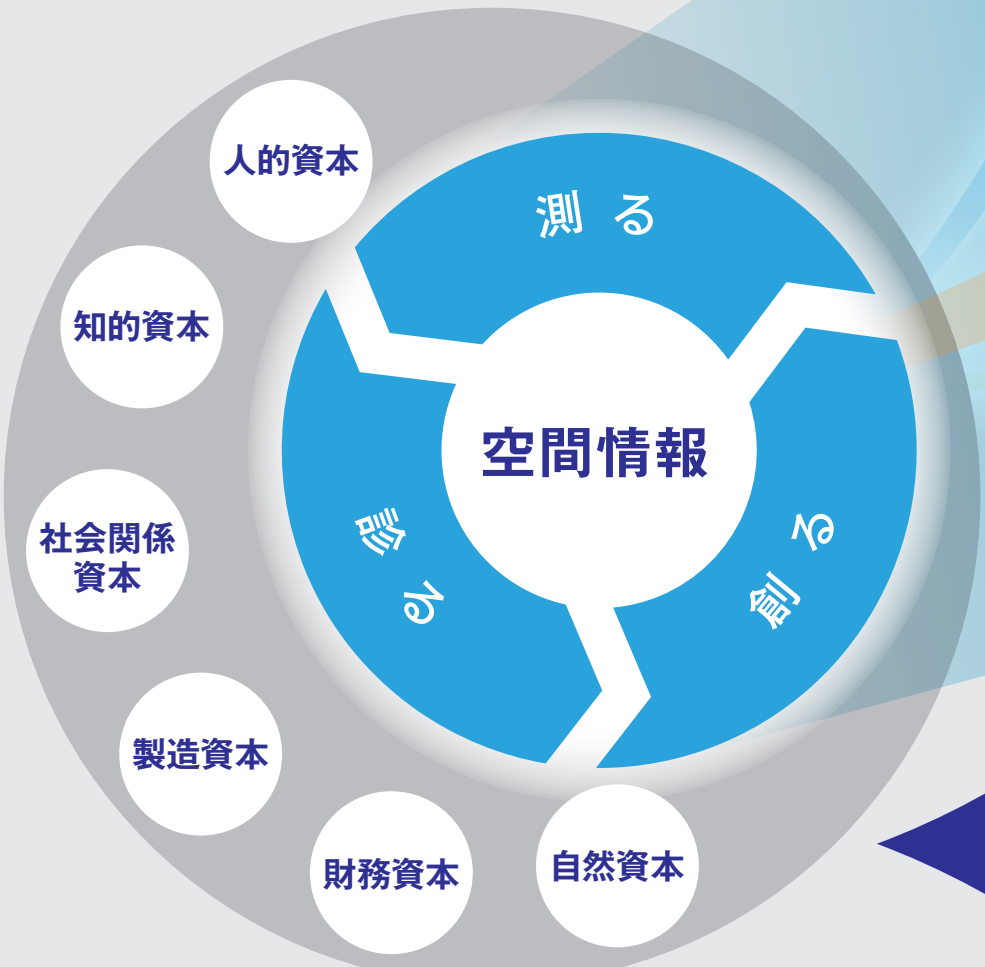 人的資本
知的資本
社会関係
資本
製造資本
財務資本
自然資本
測る
創る
診る
空間情報